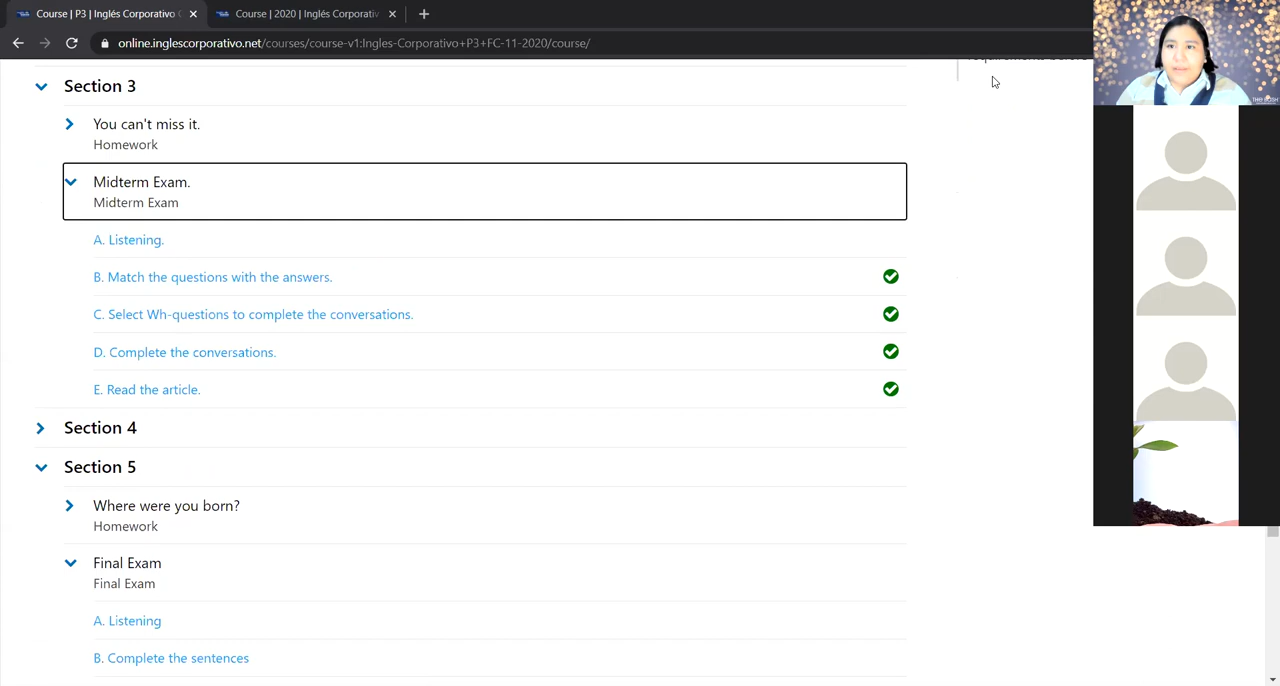 Course | P3 | Inglés Corporativo
Course | 2020 | Inglés Corporativ
online.inglescorporativo.net/courses/course-v1:Ingles-Corporativo+P3+FC-11-2020/course/
Section 3
You can't miss it.
Homework
Midterm Exam.
Midterm Exam
A. Listening.
B. Match the questions with the answers.
C. Select Wh-questions to complete the conversations.
D. Complete the conversations.
E. Read the article.
Section 4
Section 5
Where were you born?
Homework
Final Exam
Final Exam
A. Listening
B. Complete the sentences